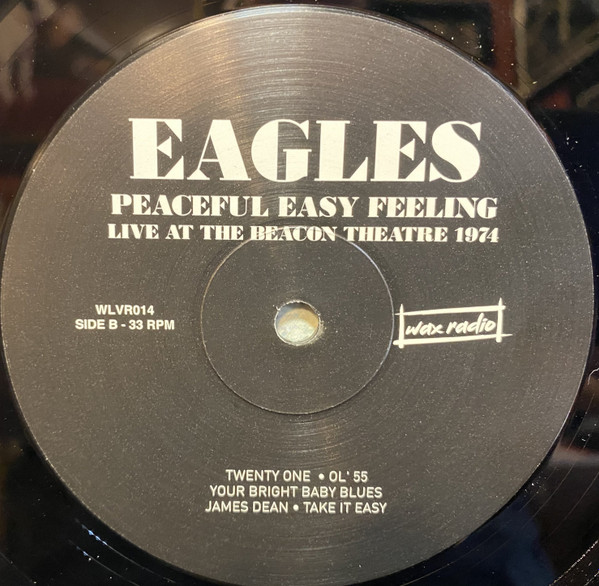 EAGLES
PEACEFUL EASY FEELING
LIVE AT THE BEACON THEATRE 1974
WLVR014
SIDE B - 33 RPM
wax radio
TWENTY ONE • OL' 55
YOUR BRIGHT BABY BLUES
JAMES DEAN • TAKE IT EASY